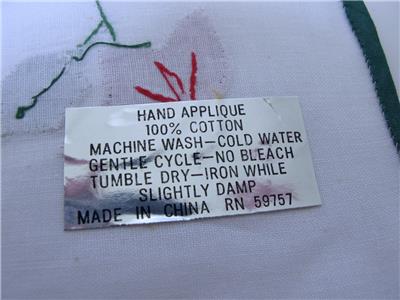 HAND APPLIQUE
100% COTTON
MACHINE WASH-COLD WATER
GENTLE CYCLE-NO BLEACH
TUMBLE DRY-IRON WHILE
SLIGHTLY DAMP
MADE IN CHINA RN 59757